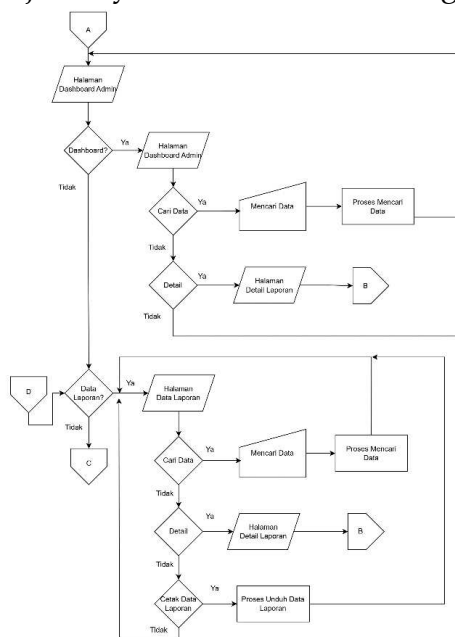 A
Halaman
Dashboard Admin
Dashboard?
Ya
Halaman
Dashboard Admin
Tidak
Cari Data
Ya
Mencari Data
Proses Mencari
Data
Tidak
Detail
Ya
Halaman
Detail Laporan
B
Tidak
D
Data
Laporan?
Ya
Halaman
Data Laporan
Tidak
C
Cari Data
Ya
Mencari Data
Proses Mencari
Data
Tidak
Detail
Ya
Halaman
Detail Laporan
B
Tidak
Cetak Data
Laporan
Ya
Proses Unduh Data
Laporan
Tidak